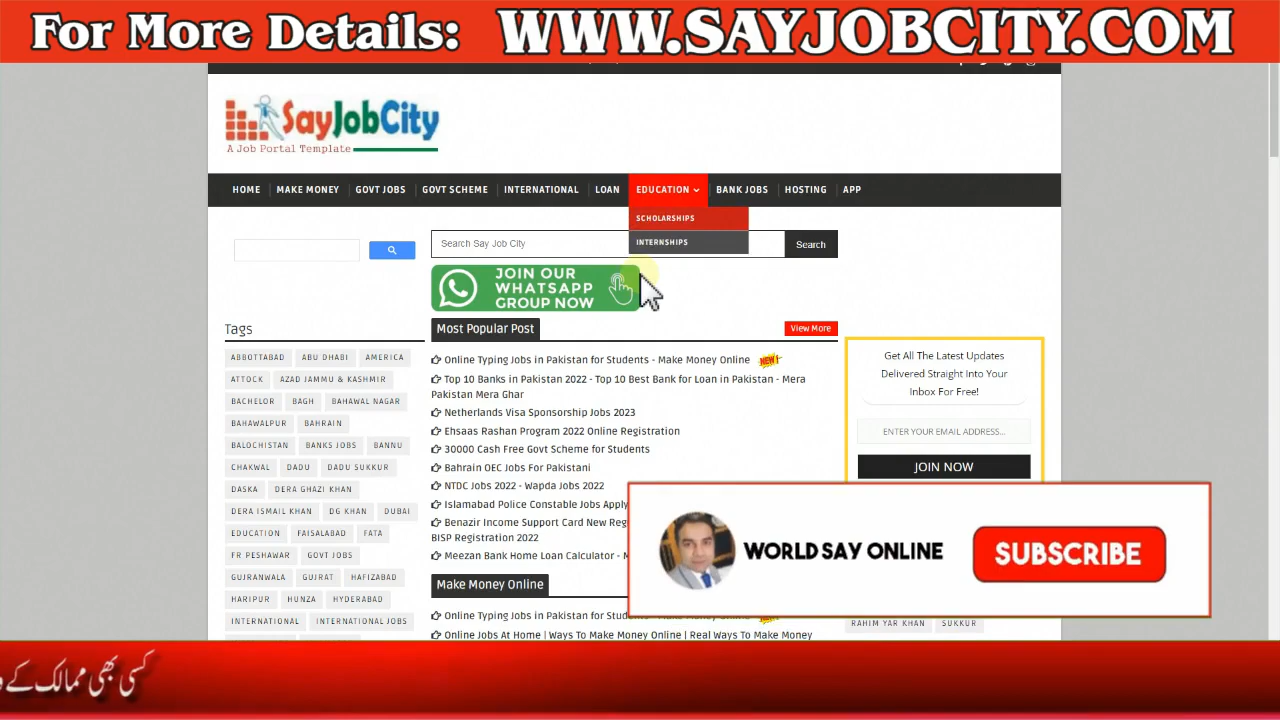 For More Details: WWW.SAYJOBCITY.COM
SayJobCity
A Job Portal Template
HOME MAKE MONEY GOVT JOBS GOVT SCHEME INTERNATIONAL LOAN EDUCATION BANK JOBS HOSTING APP
SCHOLARSHIPS
INTERNSHIPS
Search Say Job City
Search
JOIN OUR
WHATSAPP
GROUP NOW
Tags
ABBOTTABAD ABU DHABI AMERICA
ATTOCK AZAD JAMMU & KASHMIR
BACHELOR BAGH BAHAWAL NAGAR
BAHAWALPUR BAHRAIN
BALOCHISTAN BANKS JOBS BANNU
CHAKWAL DADU DADU SUKKUR
DASKA DERA GHAZI KHAN
DERA ISMAIL KHAN DG KHAN DUBAI
EDUCATION FAISALABAD FATA
FR PESHAWAR GOVT JOBS
GUJRANWALA GUJRAT HAFIZABAD
HARIPUR HUNZA HYDERABAD
INTERNATIONAL INTERNATIONAL JOBS
Most Popular Post
View More
Online Typing Jobs in Pakistan for Students - Make Money Online NEW!
Top 10 Banks in Pakistan 2022 - Top 10 Best Bank for Loan in Pakistan - Mera
Pakistan Mera Ghar
Netherlands Visa Sponsorship Jobs 2023
Ehsaas Rashan Program 2022 Online Registration
30000 Cash Free Govt Scheme for Students
Bahrain OEC Jobs For Pakistani
NTDC Jobs 2022 - Wapda Jobs 2022
Islamabad Police Constable Jobs Apply
Benazir Income Support Card New Reg
BISP Registration 2022
Meezan Bank Home Loan Calculator - M
Make Money Online
Online Typing Jobs in Pakistan for Stud
Online Jobs At Home | Ways To Make Money Online | Real Ways To Make Money
Get All The Latest Updates
Delivered Straight Into Your
Inbox For Free!
ENTER YOUR EMAIL ADDRESS...
JOIN NOW
WORLD SAY ONLINE
SUBSCRIBE
RAHIM YAR KHAN SUKKUR
کسی بھی ممالک کے